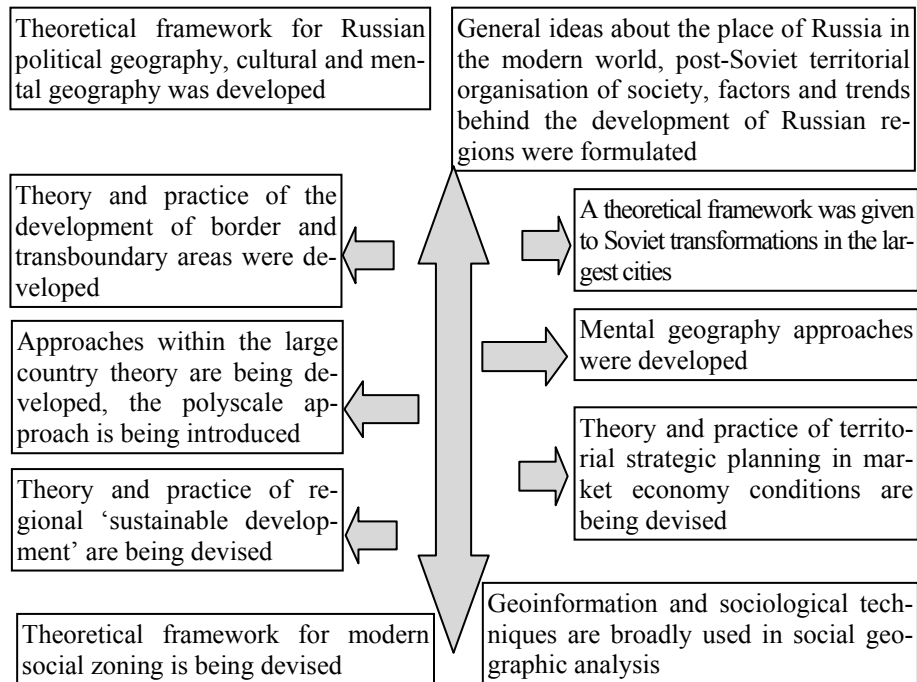 Theoretical framework for Russian
political geography, cultural and men-
tal geography was developed
General ideas about the place of Russia in
the modern world, post-Soviet territorial
organisation of society, factors and trends
behind the development of Russian re-
gions were formulated
Theory and practice of the
development of border and
transboundary areas were de-
veloped
A theoretical framework was given
to Soviet transformations in the lar-
gest cities
Approaches within the large
country theory are being de-
veloped, the polyscale ap-
proach is being introduced
Mental geography approaches
were developed
Theory and practice of re-
gional ‘sustainable develop-
ment’ are being devised
Theory and practice of territo-
rial strategic planning in mar-
ket economy conditions are
being devised
Theoretical framework for modern
social zoning is being devised
Geoinformation and sociological tech-
niques are broadly used in social geo-
graphic analysis